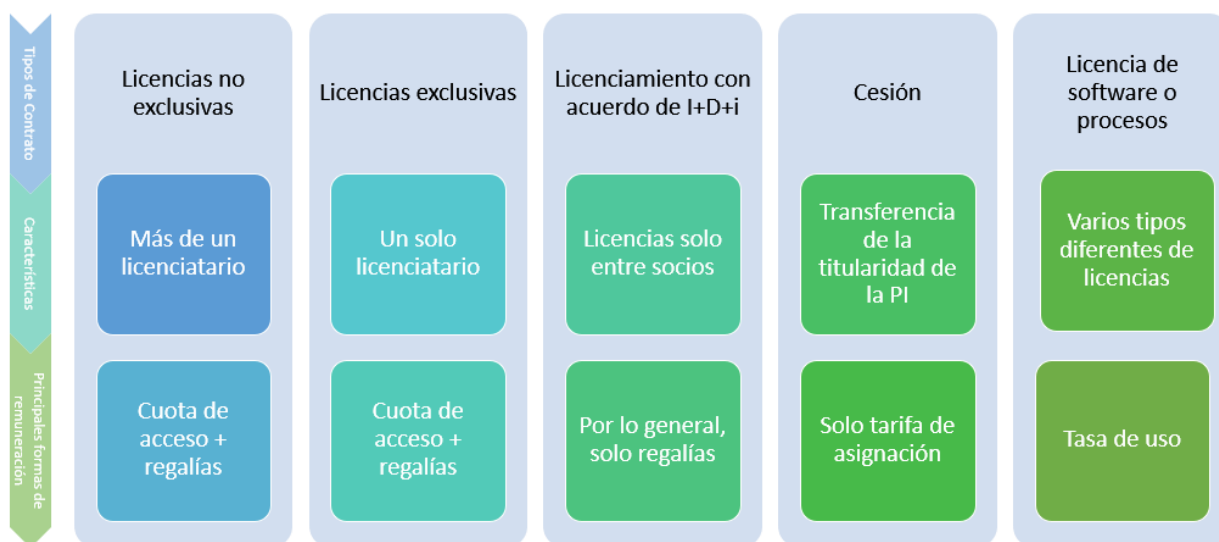 Tipos de Contrato
Licencias no
exclusivas
Licencias exclusivas
Licenciamiento con
acuerdo de I+D+i
Cesión
Licencia de
software o
procesos
Características
Más de un
licenciatario
Un solo
licenciatario
Licencias solo
entre socios
Transferencia
de la
titularidad de
la PI
Varios tipos
diferentes de
licencias
Principales formas de
remuneración
Cuota de
acceso +
regalías
Cuota de
acceso +
regalías
Por lo general,
solo regalías
Solo tarifa de
asignación
Tasa de uso